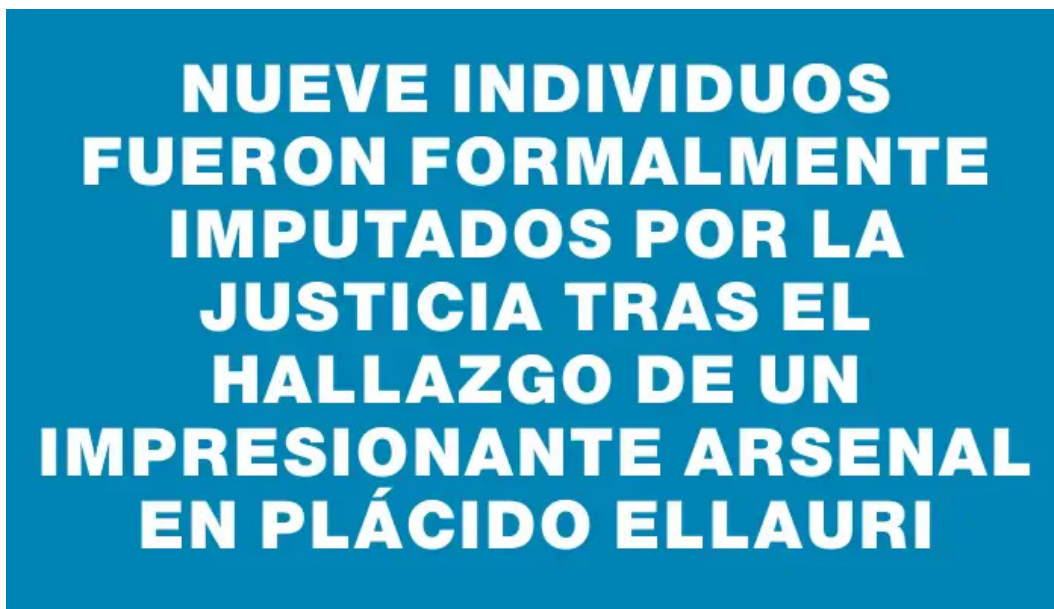 NUEVE INDIVIDUOS
FUERON FORMALMENTE
IMPUTADOS POR LA
JUSTICIA TRAS EL
HALLAZGO DE UN
IMPRESIONANTE ARSENAL
EN PLÁCIDO ELLAURI